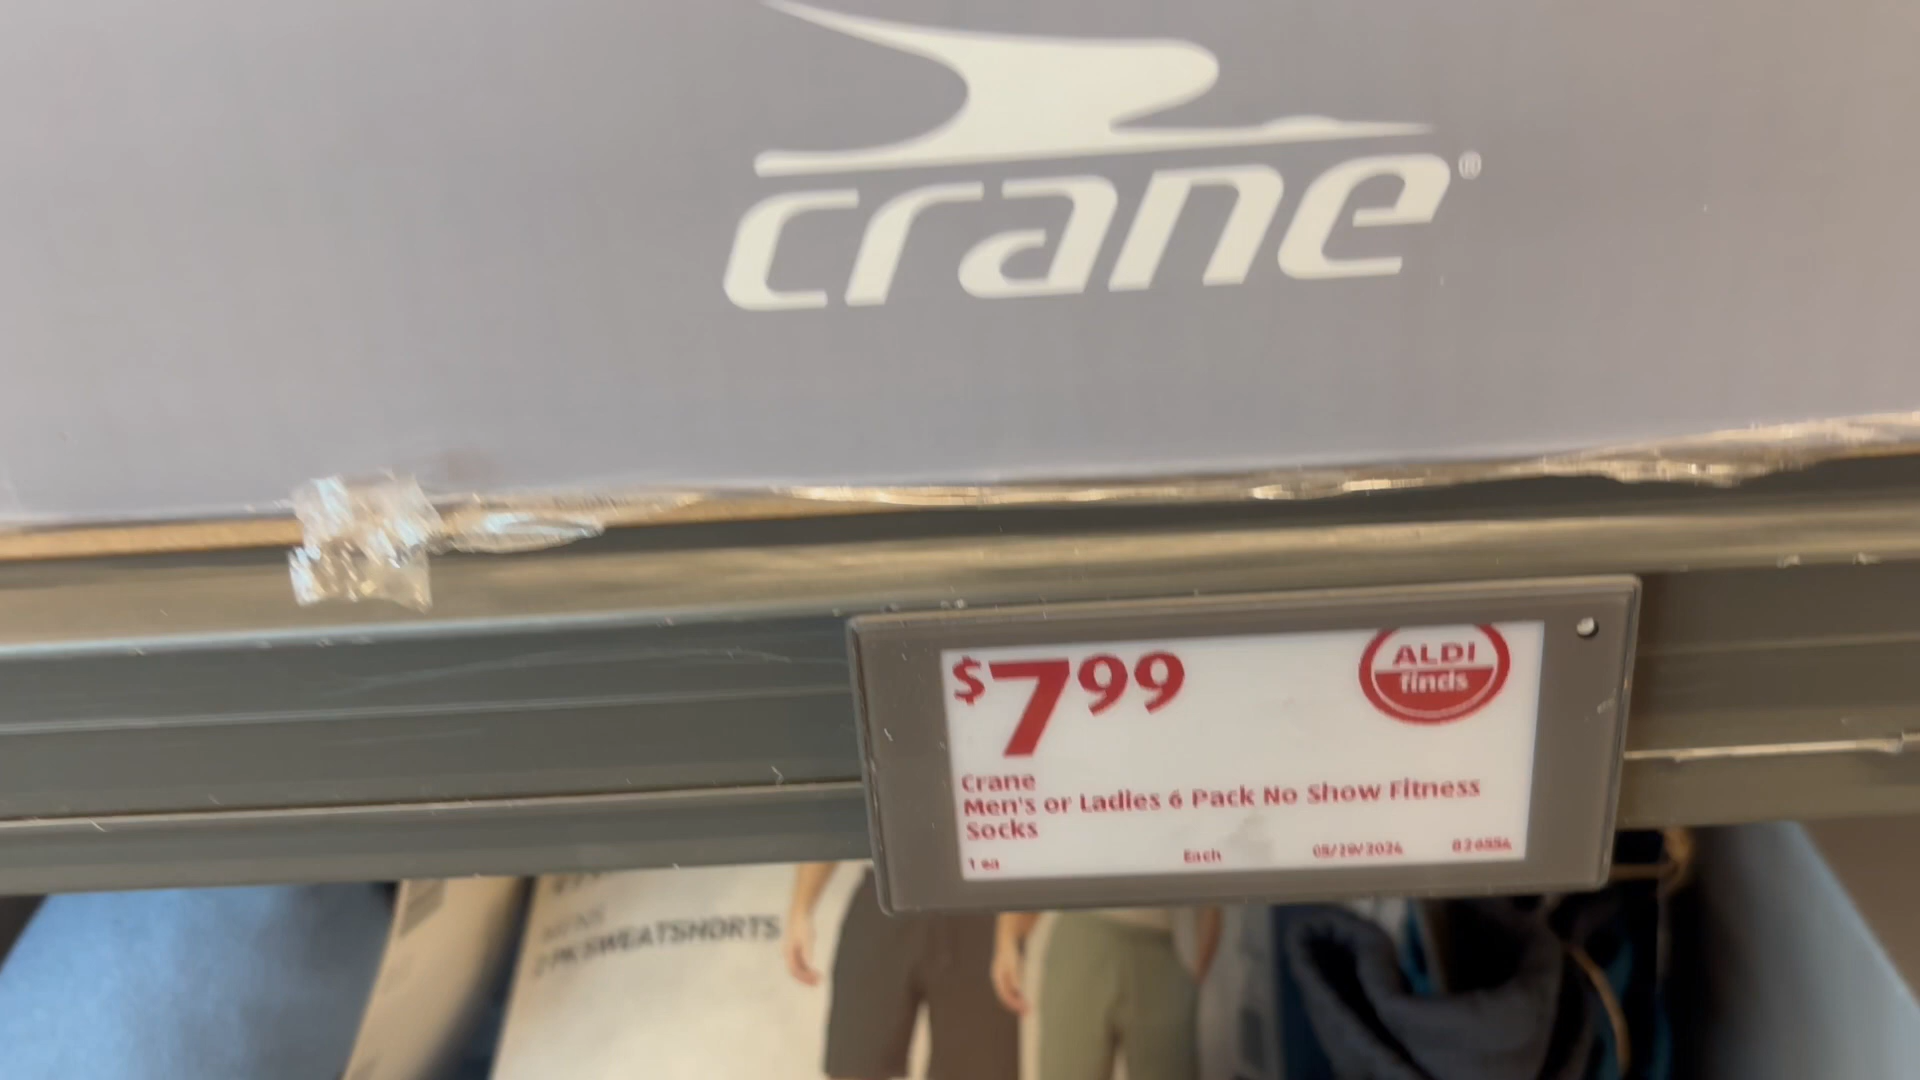 crane®
$7 99
ALDI
finds
Crane
Men's or Ladies 6 Pack No Show Fitness
Socks
1 ea Each 05/29/2024
SWEATSHORTS